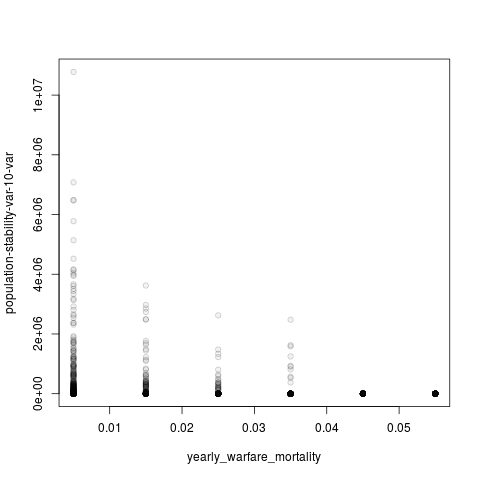 population-stability-var-10-var
1e+07
8e+06
6e+06
4e+06
2e+06
0e+00
0.01 0.02 0.03 0.04 0.05
yearly_warfare_mortality